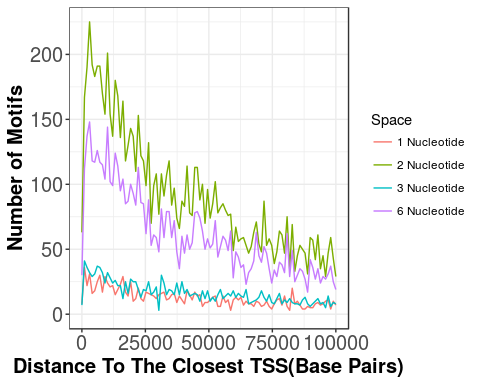 Number of Motifs
200
150
100
50
0
0 25000 50000 75000 100000
Distance To The Closest TSS(Base Pairs)
Space
1 Nucleotide
2 Nucleotide
3 Nucleotide
6 Nucleotide